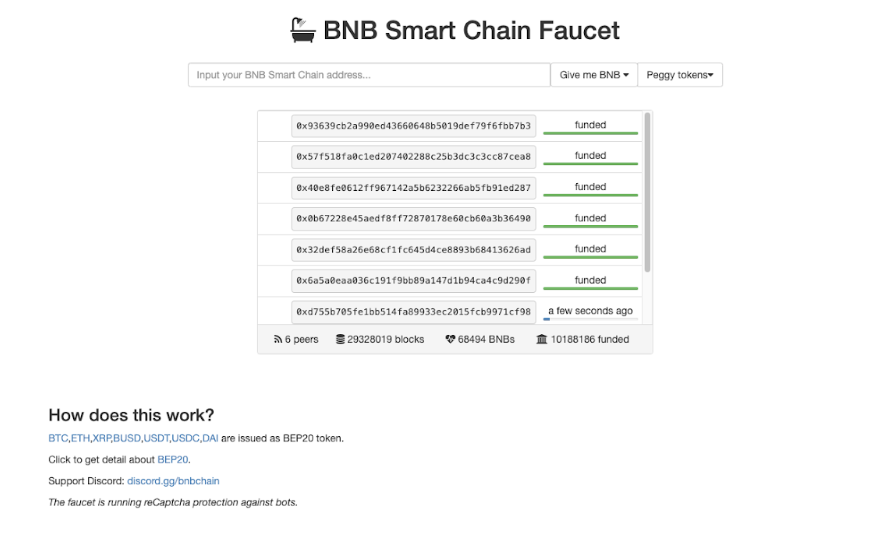 BNB Smart Chain Faucet
Input your BNB Smart Chain address...
Give me BNB
Peggy tokens
0x93639cb2a990ed43660648b5019def79f6fbb7b3 funded
0x57f518fa0c1ed207402288c25b3dc3c3cc87cea8 funded
0x40e8fe0612ff967142a5b6232266ab5fb91ed287 funded
0x0b67228e45aedf8ff72870178e60cb60a3b36490 funded
0x32def58a26e68cf1fc645d4ce8893b68413626ad funded
0x6a5a0eaa036c191f9bb89a147d1b94ca4c9d290f funded
0xd755b705fe1bb514fa89933ec2015fcb9971cf98 a few seconds ago
6 peers 29328019 blocks 68494 BNBs 10188186 funded
How does this work?
BTC,ETH,XRP,BUSD,USDT,USDC,DAI are issued as BEP20 token.
Click to get detail about BEP20.
Support Discord: discord.gg/bnbchain
The faucet is running reCaptcha protection against bots.